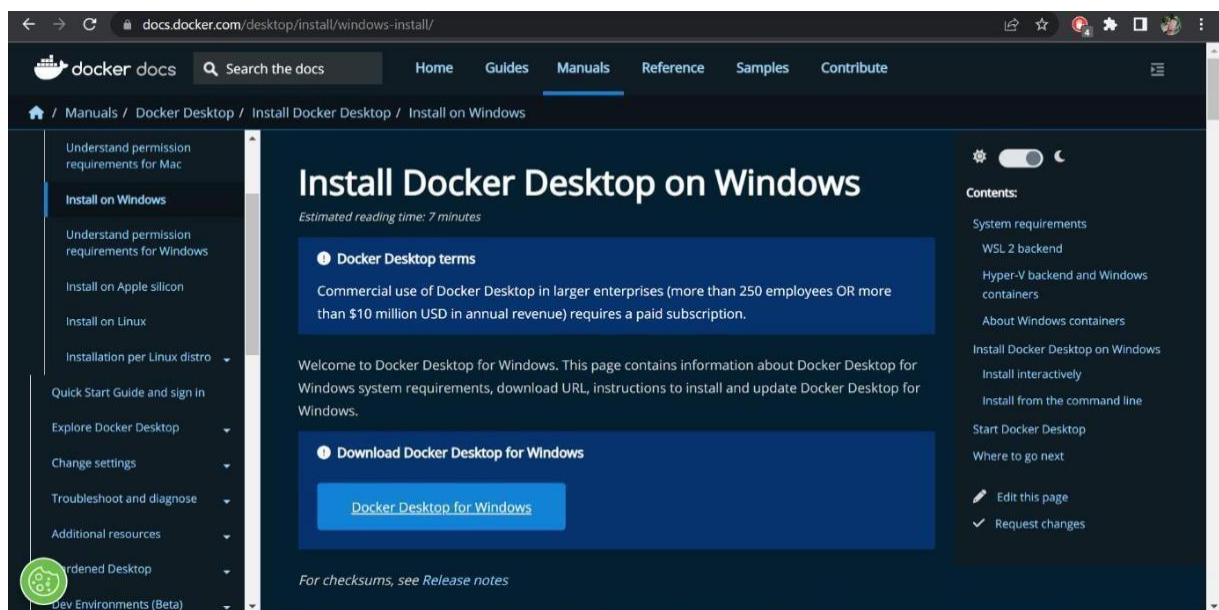 docs.docker.com/desktop/install/windows-install/
4
docker docs
Search the docs
Home
Guides
Manuals
Reference
Samples
Contribute
/ Manuals / Docker Desktop / Install Docker Desktop / Install on Windows
Understand permission
requirements for Mac
Install on Windows
Understand permission
requirements for Windows
Install on Apple silicon
Install on Linux
Installation per Linux distro
Quick Start Guide and sign in
Explore Docker Desktop
Change settings
Troubleshoot and diagnose
Additional resources
rdened Desktop
Dev Environments (Beta)
Install Docker Desktop on Windows
Estimated reading time: 7 minutes
Docker Desktop terms
Commercial use of Docker Desktop in larger enterprises (more than 250 employees OR more
than $10 million USD in annual revenue) requires a paid subscription.
Welcome to Docker Desktop for Windows. This page contains information about Docker Desktop for
Windows system requirements, download URL, instructions to install and update Docker Desktop for
Windows.
Download Docker Desktop for Windows
Docker Desktop for Windows
For checksums, see Release notes
Contents:
System requirements
WSL 2 backend
Hyper-V backend and Windows
containers
About Windows containers
Install Docker Desktop on Windows
Install interactively
Install from the command line
Start Docker Desktop
Where to go next
Edit this page
Request changes